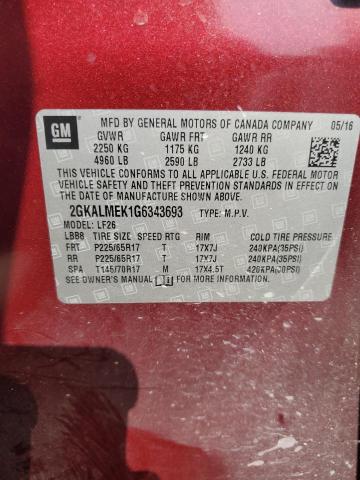 GM
MFD BY GENERAL MOTORS OF CANADA COMPANY 05/16
GVWR GAWR FRT GAWR RR
2250 KG 1175 KG 1240 KG
4960 LB 2590 LB 2733 LB
THIS VEHICLE CONFORMS TO ALL APPLICABLE U.S. FEDERAL MOTOR
VEHICLE SAFETY AND THEFT PREVENTION STANDARDS IN EFFECT ON
THE DATE OF MANUFACTURE SHOWN ABOVE.
2GKALMEK1G6343693 TYPE: M.P.V.
MODEL: LF26
LBB8 TIRE SIZE SPEED RTG RIM COLD TIRE PRESSURE
FRT P225/65R17 T 17X7J 240KPA(35PSI)
RR P225/65R17 T 17X7J 240KPA(35PSI)
SPA T145/70R17 M 17X4.5T 420KPA(60PSI)
SEE OWNER'S MANUAL FOR MORE INFORMATION.